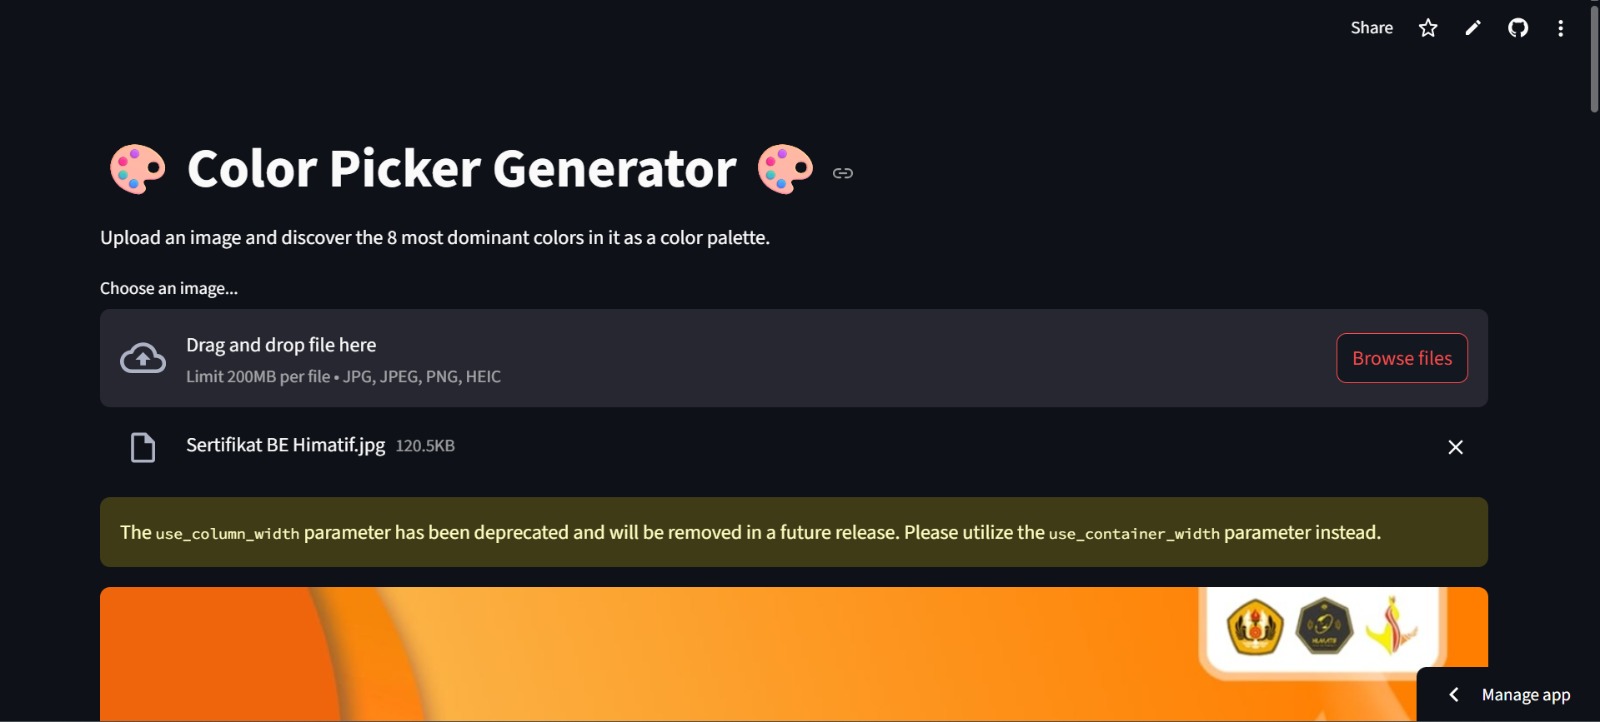 Share
Color Picker Generator
Upload an image and discover the 8 most dominant colors in it as a color palette.
Choose an image...
Drag and drop file here
Limit 200MB per file • JPG, JPEG, PNG, HEIC
Browse files
Sertifikat BE Himatif.jpg 120.5KB
The use_column_width parameter has been deprecated and will be removed in a future release. Please utilize the use_container_width parameter instead.
Manage app